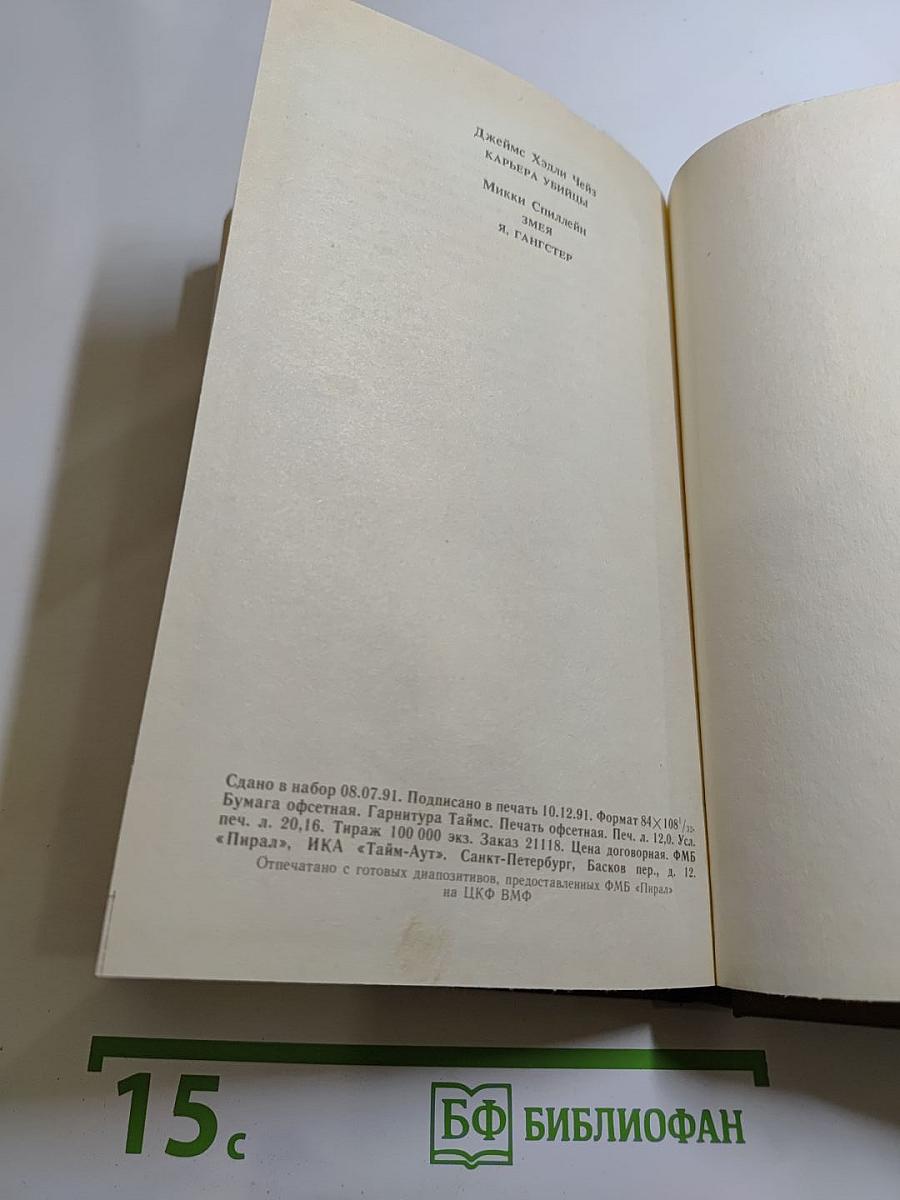 Джеймс Хэдли Чейз
КАРЬЕРА УБИЙЦЫ
Микки Спиллейн
ЗМЕЯ
Я, ГАНГСТЕР
Сдано в набор 08.07.91. Подписано в печать 10.12.91. Формат 84×108¹/₃₂.
Бумага офсетная. Гарнитура Таймс. Печать офсетная. Печ. л. 12,0. Усл.
печ. л. 20,16. Тираж 100 000 экз. Заказ 21118. Цена договорная. ФМБ
«Пирал», ИКА «Тайм-Аут». Санкт-Петербург, Басков пер., д. 12.
Отпечатано с готовых диапозитивов, предоставленных ФМБ «Пирал»
на ЦКФ ВМФ
15 с
БФ БИБЛИОФАН